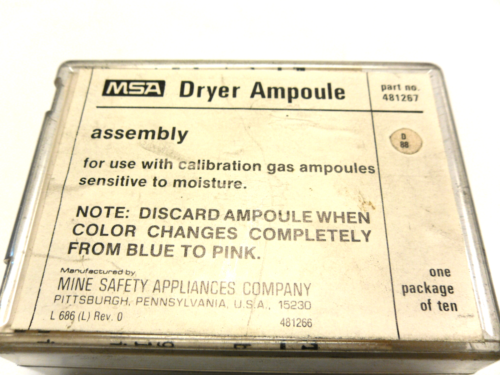 MSA Dryer Ampoule
part no.
481267
assembly
D
88
for use with calibration gas ampoules
sensitive to moisture.
NOTE: DISCARD AMPOULE WHEN
COLOR CHANGES COMPLETELY
FROM BLUE TO PINK.
Manufactured by
MINE SAFETY APPLIANCES COMPANY
PITTSBURGH, PENNSYLVANIA, U.S.A., 15230
L 686 (L) Rev. 0
481266
one
package
of ten